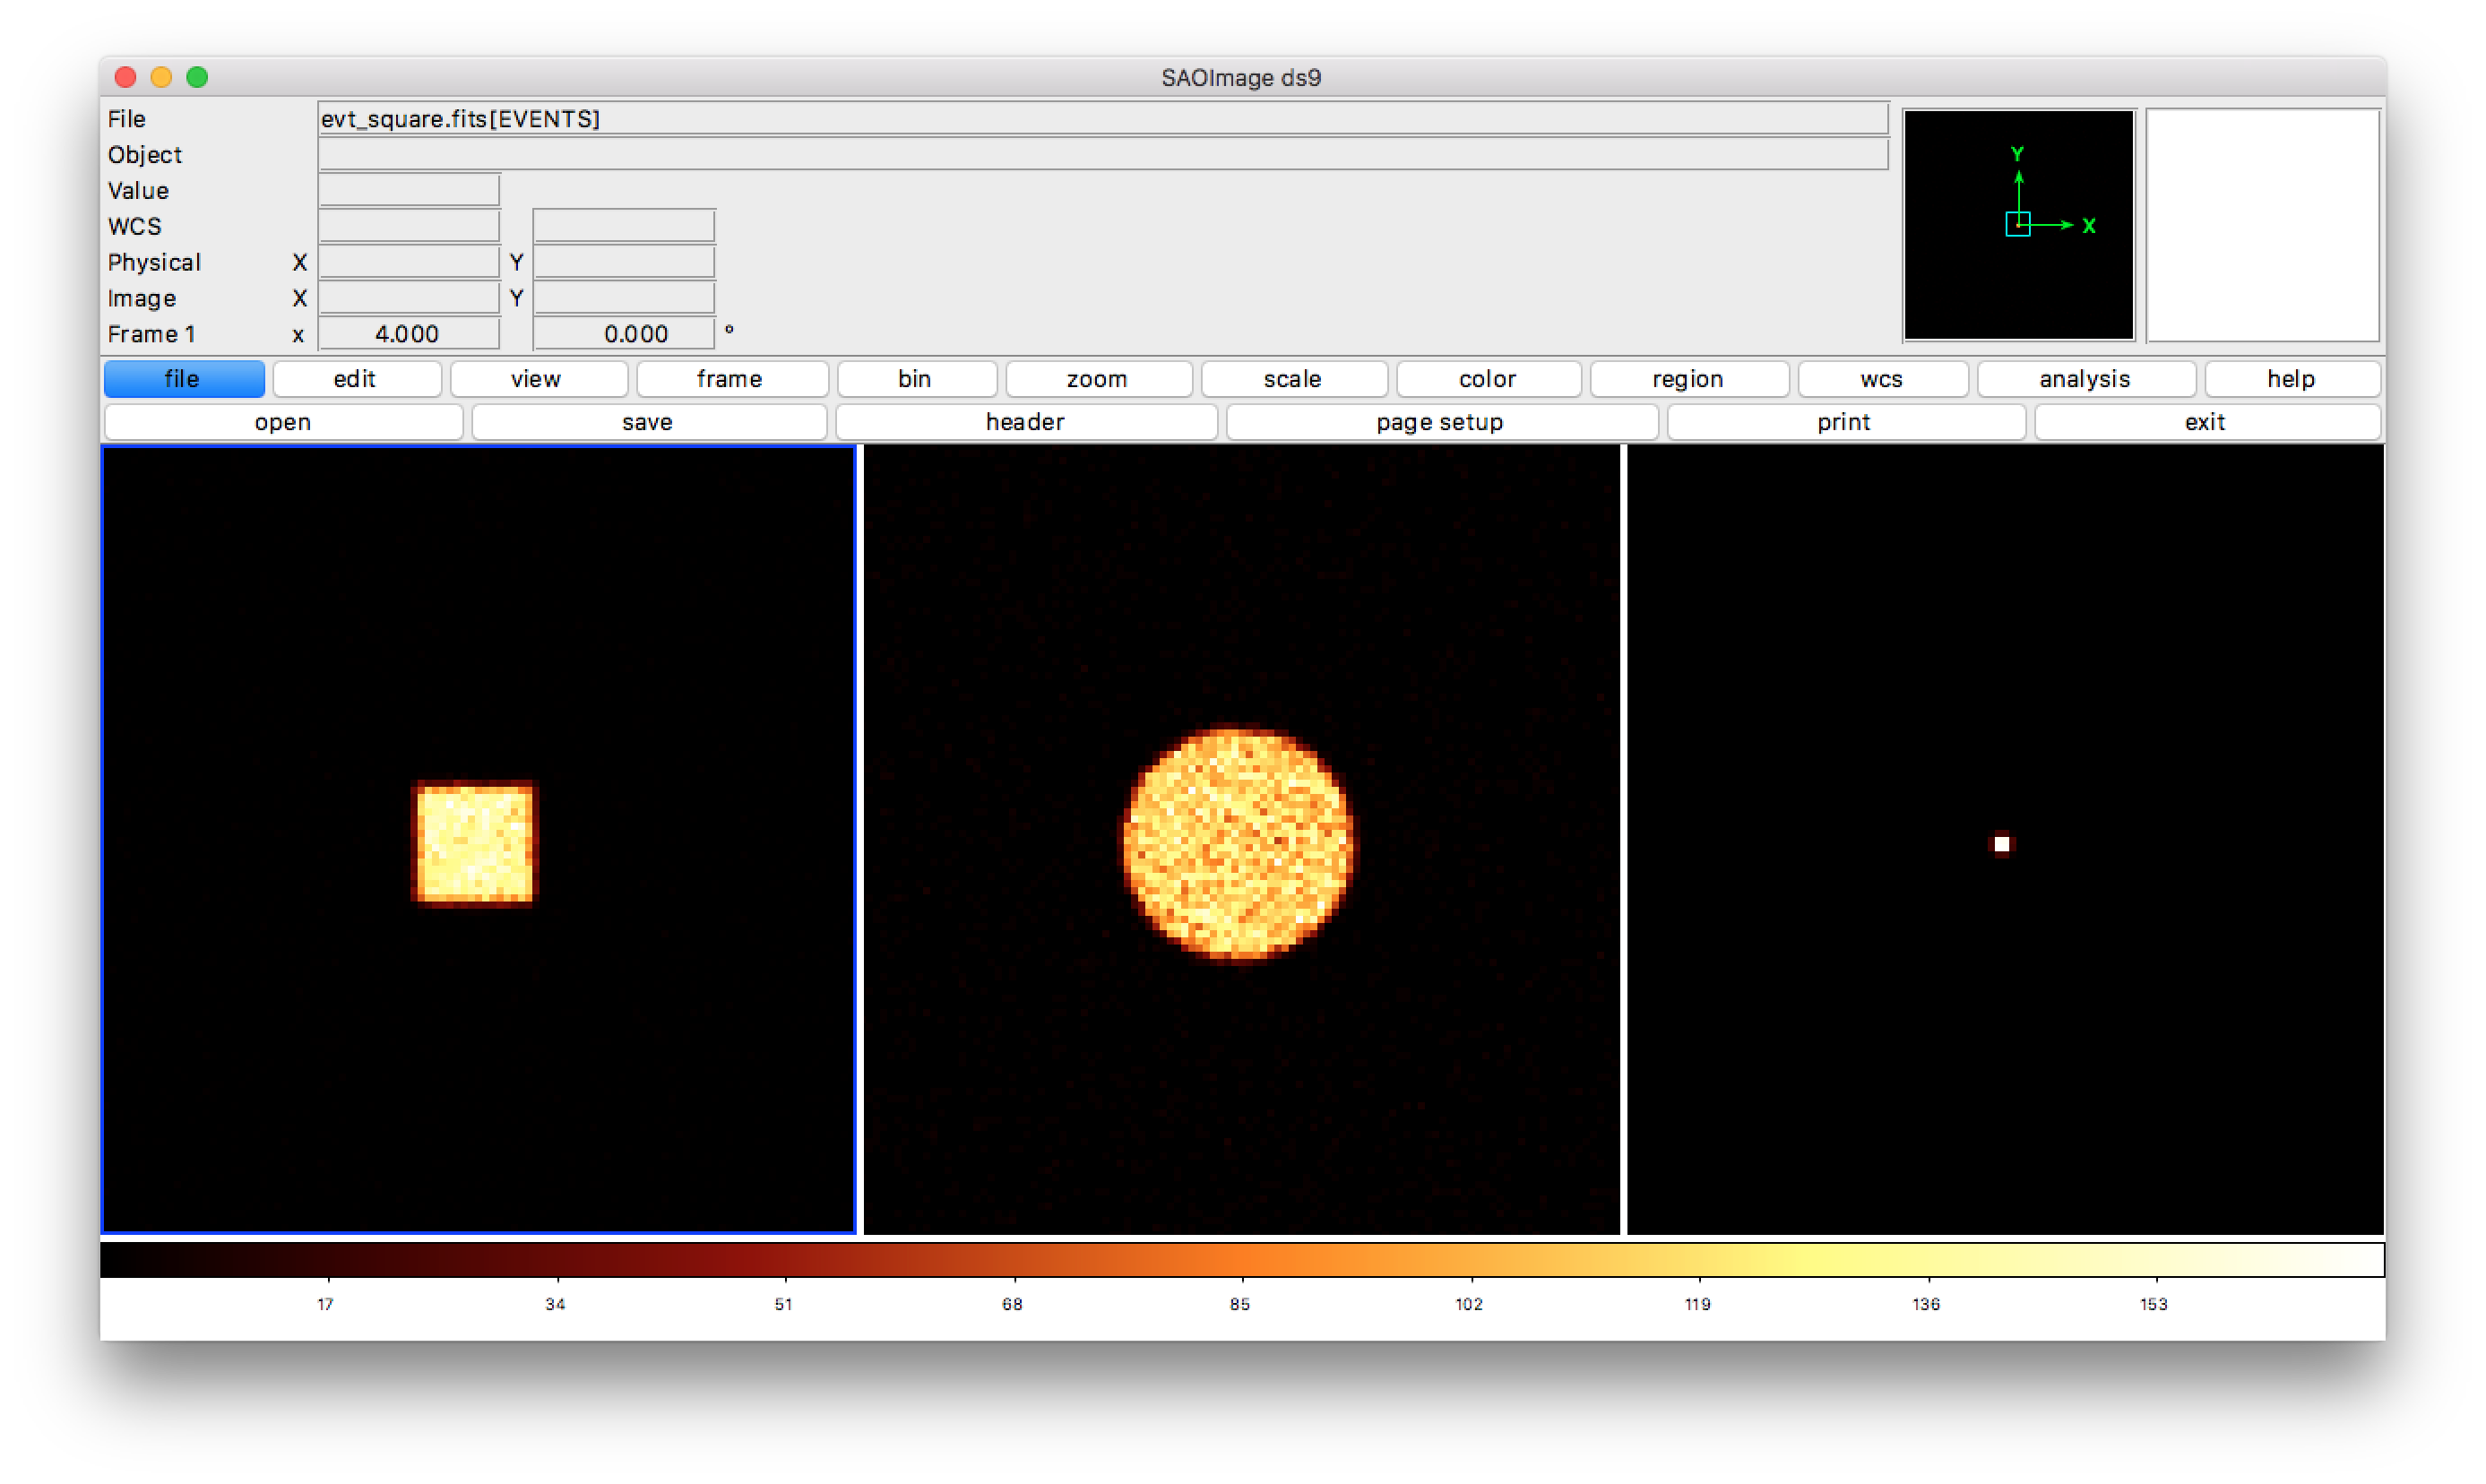 SAOImage ds9
File evt_square.fits[EVENTS]
Object
Value
WCS
Physical X Y
Image X Y
Frame 1 x 4.000 0.000 °
Y
X
file edit view frame bin zoom scale color region wcs analysis help
open save header page setup print exit
17 34 51 68 85 102 119 136 153